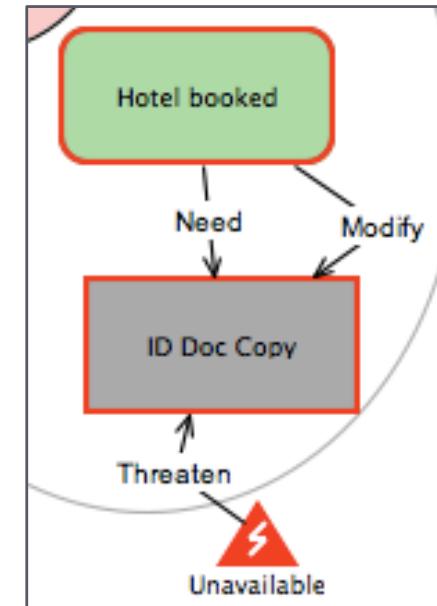 Hotel booked
Need
Modify
ID Doc Copy
Threaten
Unavailable